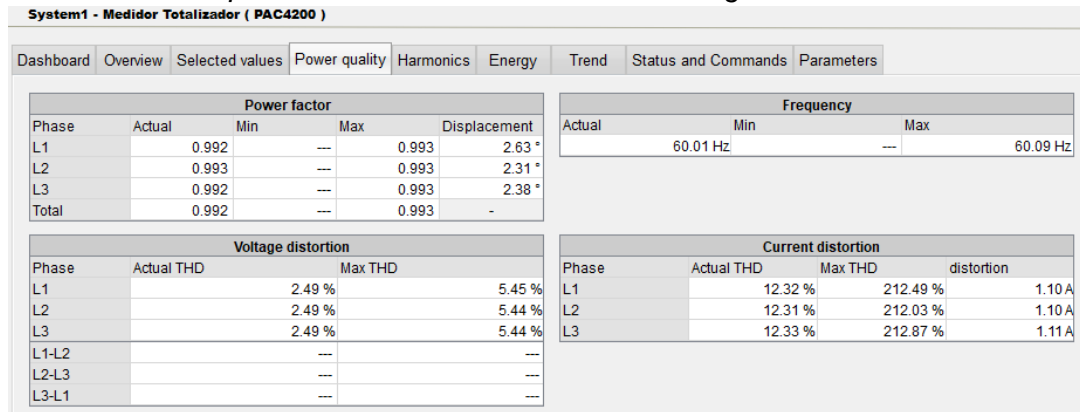 System1 - Medidor Totalizador ( PAC4200 )
Dashboard Overview Selected values Power quality Harmonics Energy Trend Status and Commands Parameters
Power factor
Phase Actual Min Max Displacement
L1 0.992 --- 0.993 2.63 °
L2 0.993 --- 0.993 2.31 °
L3 0.992 --- 0.993 2.38 °
Total 0.992 --- 0.993 -
Frequency
Actual Min Max
60.01 Hz --- 60.09 Hz
Voltage distortion
Phase Actual THD Max THD
L1 2.49 % 5.45 %
L2 2.49 % 5.44 %
L3 2.49 % 5.44 %
L1-L2 --- ---
L2-L3 --- ---
L3-L1 --- ---
Current distortion
Phase Actual THD Max THD distortion
L1 12.32 % 212.49 % 1.10 A
L2 12.31 % 212.03 % 1.10 A
L3 12.33 % 212.87 % 1.11 A